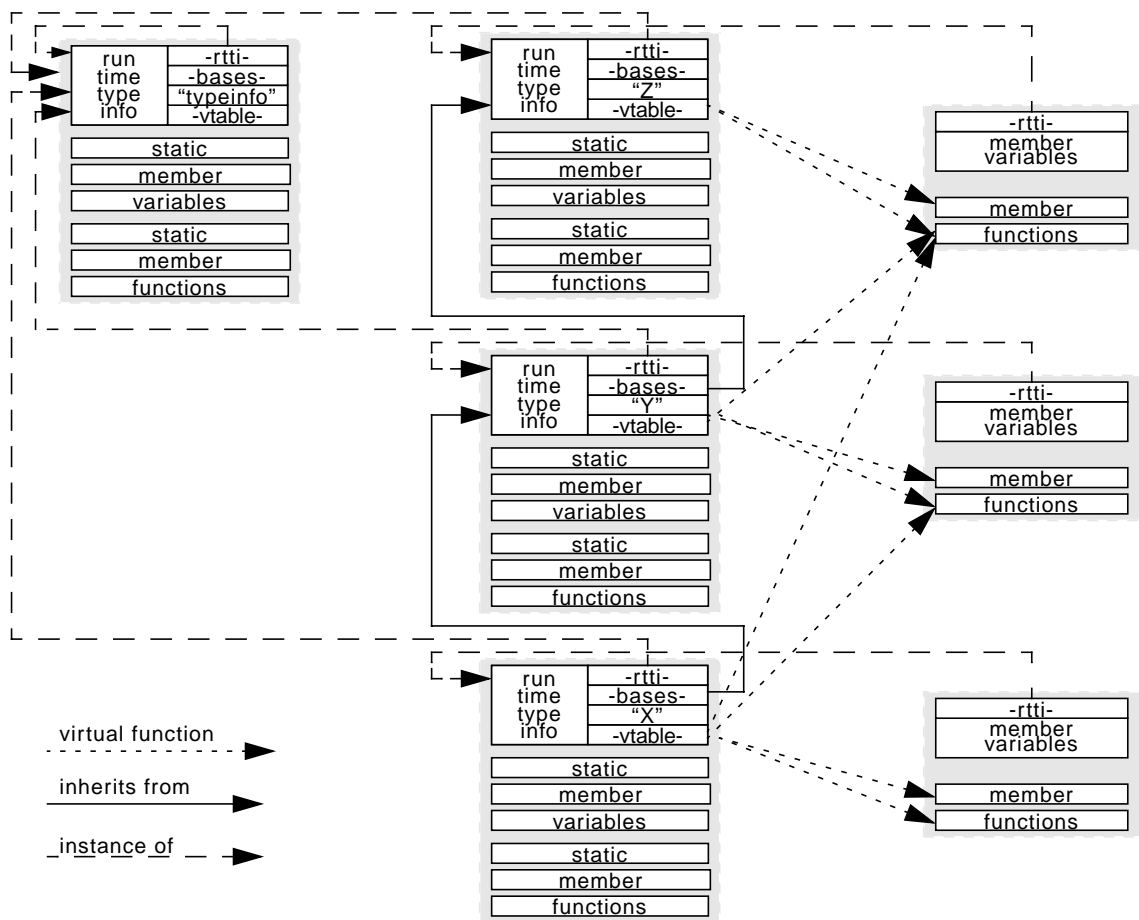 run
time
type
info
-rtti-
-bases-
“typeinfo”
-vtable-
static
member
variables
static
member
functions
run
time
type
info
-rtti-
-bases-
“Z”
-vtable-
static
member
variables
static
member
functions
-rtti-
member
variables
member
functions
run
time
type
info
-rtti-
-bases-
“Y”
-vtable-
static
member
variables
static
member
functions
-rtti-
member
variables
member
functions
run
time
type
info
-rtti-
-bases-
“X”
-vtable-
static
member
variables
static
member
functions
-rtti-
member
variables
member
functions
virtual function
inherits from
instance of